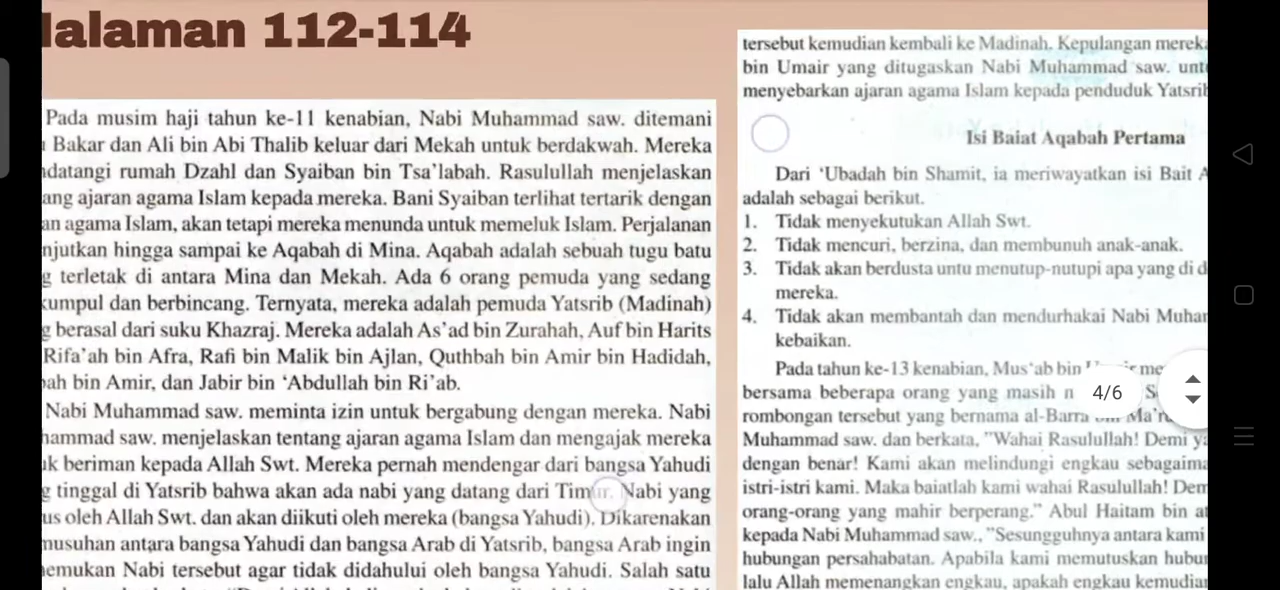 alaman 112-114
Pada musim haji tahun ke-11 kenabian, Nabi Muhammad saw. ditemani
Bakar dan Ali bin Abi Thalib keluar dari Mekah untuk berdakwah. Mereka
datangi rumah Dzahl dan Syaiban bin Tsa'labah. Rasulullah menjelaskan
ang ajaran agama Islam kepada mereka. Bani Syaiban terlihat tertarik dengan
an agama Islam, akan tetapi mereka menunda untuk memeluk Islam. Perjalanan
njutkan hingga sampai ke Aqabah di Mina. Aqabah adalah sebuah tugu batu
g terletak di antara Mina dan Mekah. Ada 6 orang pemuda yang sedang
kumpul dan berbincang. Ternyata, mereka adalah pemuda Yatsrib (Madinah)
g berasal dari suku Khazraj. Mereka adalah As'ad bin Zurahah, Auf bin Harits
Rifa'ah bin Afra, Rafi bin Malik bin Ajlan, Quthbah bin Amir bin Hadidah,
ah bin Amir, dan Jabir bin 'Abdullah bin Ri'ab.
Nabi Muhammad saw. meminta izin untuk bergabung dengan mereka. Nabi
hammad saw. menjelaskan tentang ajaran agama Islam dan mengajak mereka
uk beriman kepada Allah Swt. Mereka pernah mendengar dari bangsa Yahudi
g tinggal di Yatsrib bahwa akan ada nabi yang datang dari Timur. Nabi yang
us oleh Allah Swt. dan akan diikuti oleh mereka (bangsa Yahudi). Dikarenakan
musuhan antara bangsa Yahudi dan bangsa Arab di Yatsrib, bangsa Arab ingin
emukan Nabi tersebut agar tidak didahului oleh bangsa Yahudi. Salah satu
tersebut kemudian kembali ke Madinah. Kepulangan mereka
bin Umair yang ditugaskan Nabi Muhammad saw. unt
menyebarkan ajaran agama Islam kepada penduduk Yatsrib
Isi Baiat Aqabah Pertama
Dari 'Ubadah bin Shamit, ia meriwayatkan isi Bait A
adalah sebagai berikut.
1. Tidak menyekutukan Allah Swt.
2. Tidak mencuri, berzina, dan membunuh anak-anak.
3. Tidak akan berdusta untu menutup-nutupi apa yang di d
mereka.
4. Tidak akan membantah dan mendurhakai Nabi Muha
kebaikan.
Pada tahun ke-13 kenabian, Mus'ab bin me
bersama beberapa orang yang masih
4/6
rombongan tersebut yang bernama al-Barra
Muhammad saw. dan berkata, "Wahai Rasulullah! Demi y
dengan benar! Kami akan melindungi engkau sebagaima
istri-istri kami. Maka baiatlah kami wahai Rasulullah! Dem
orang-orang yang mahir berperang." Abul Haitam bin at
kepada Nabi Muhammad saw., "Sesungguhnya antara kami
hubungan persahabatan. Apabila kami memutuskan hubu
lalu Allah memenangkan engkau, apakah engkau kemudia